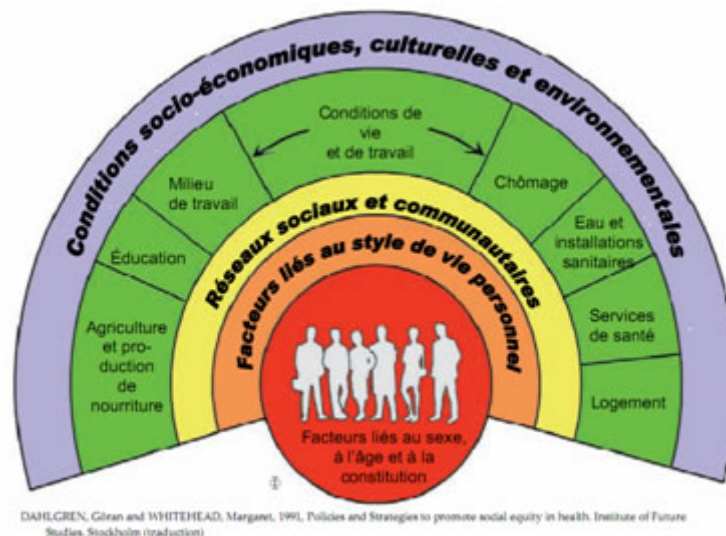 Conditions socio-économiques, culturelles et environnementales
Conditions de
vie
et de travail
Milieu
de travail
Chômage
Éducation
Eau et
installations
sanitaires
Agriculture
et pro-
duction
de
nourriture
Services
de santé
Logement
Réseaux sociaux et communautaires
Facteurs liés au style de vie personnel
Facteurs liés au sexe,
à l'âge et à la
constitution
DAHLGREN, Göran and WHITEHEAD, Margaret, 1991, Policies and Strategies to promote social equity in health. Institute of Future
Studies. Stockholm (traduction)